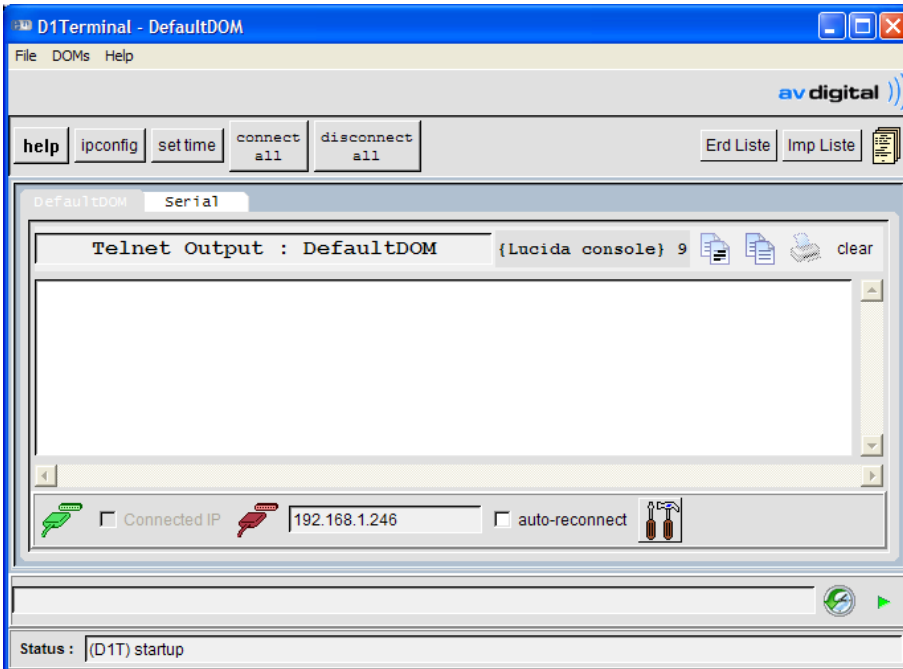 D1Terminal - DefaultDOM
File DOMs Help
av digital
help ipconfig set time connect all disconnect all Erd Liste Imp Liste
DefaultDOM Serial
Telnet Output : DefaultDOM {Lucida console} 9 clear
Connected IP 192.168.1.246 auto-reconnect
Status : (D1T) startup